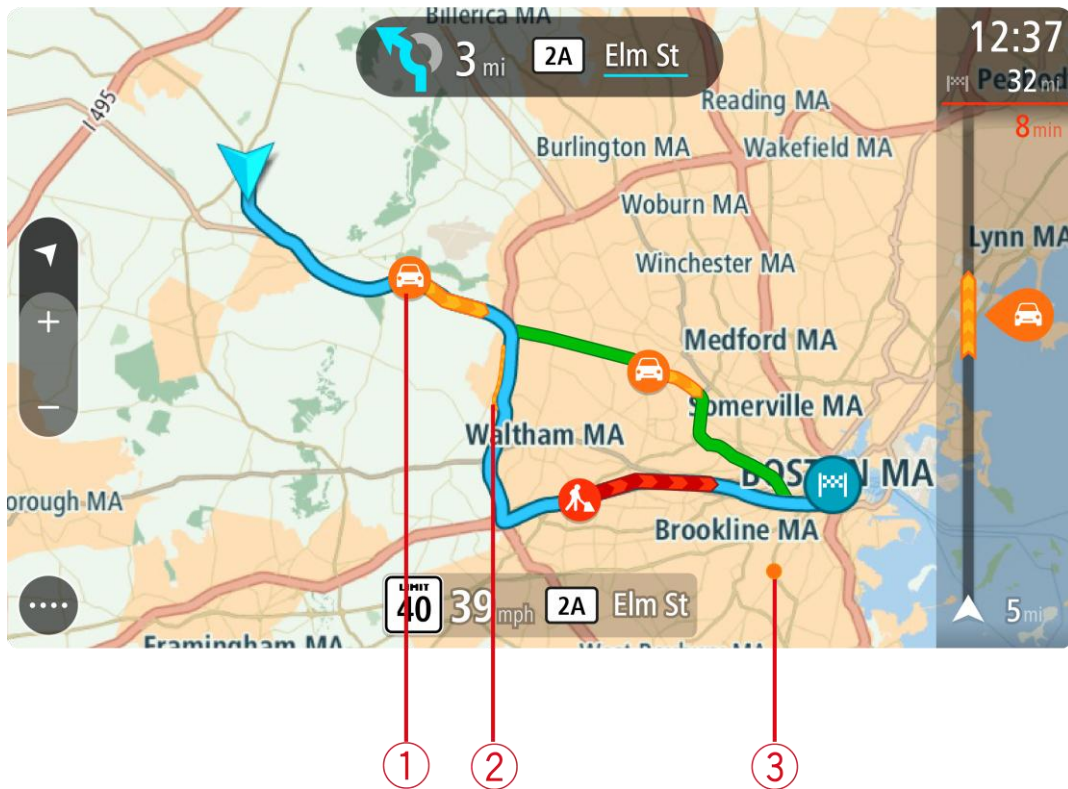 Billerica MA
3 mi 2A Elm St
12:37
32 mi
8 min
I 495
Reading MA
Burlington MA
Wakefield MA
Woburn MA
Lynn MA
Winchester MA
+
Medford MA
–
Somerville MA
Waltham MA
BOSTON MA
orough MA
Brookline MA
LIMIT
40 39 mph 2A Elm St
5 mi
Framingham MA
1 2 3